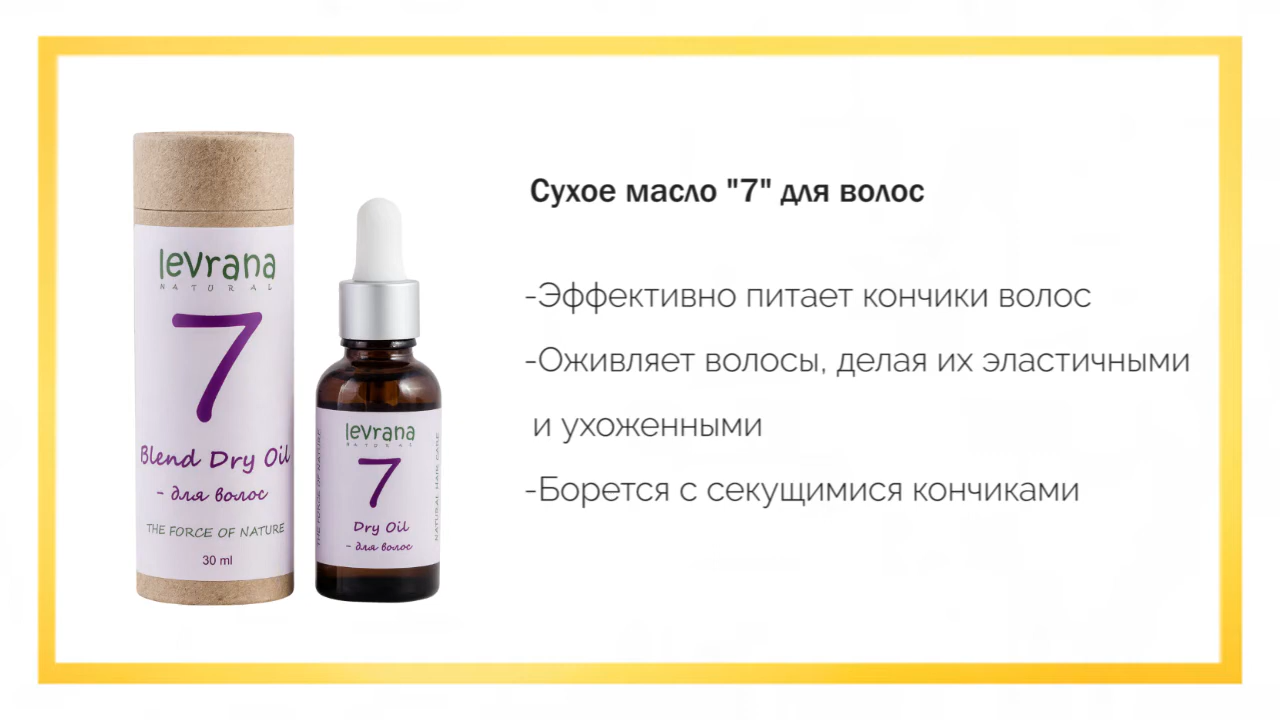 levrana
NATURAL
7
Blend Dry Oil
- для волос
THE FORCE OF NATURE
30 ml
levrana
NATURAL
7
Dry Oil
- для волос
THE FORCE OF NATURE
NATURAL HAIR CARE
Сухое масло "7" для волос
-Эффективно питает кончики волос
-Оживляет волосы, делая их эластичными
и ухоженными
-Борется с секущимися кончиками